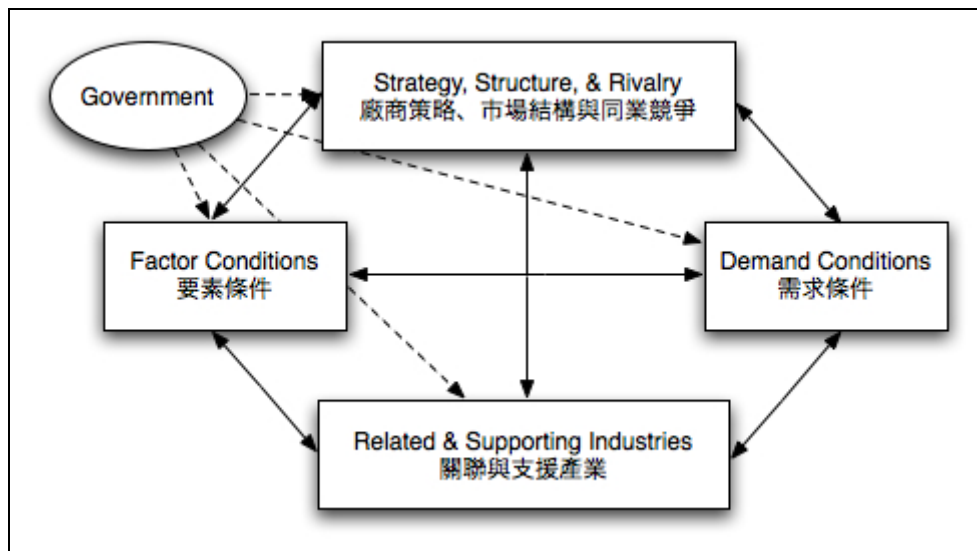 Government
Strategy, Structure, & Rivalry
廠商策略、市場結構與同業競爭
Factor Conditions
要素條件
Demand Conditions
需求條件
Related & Supporting Industries
關聯與支援產業